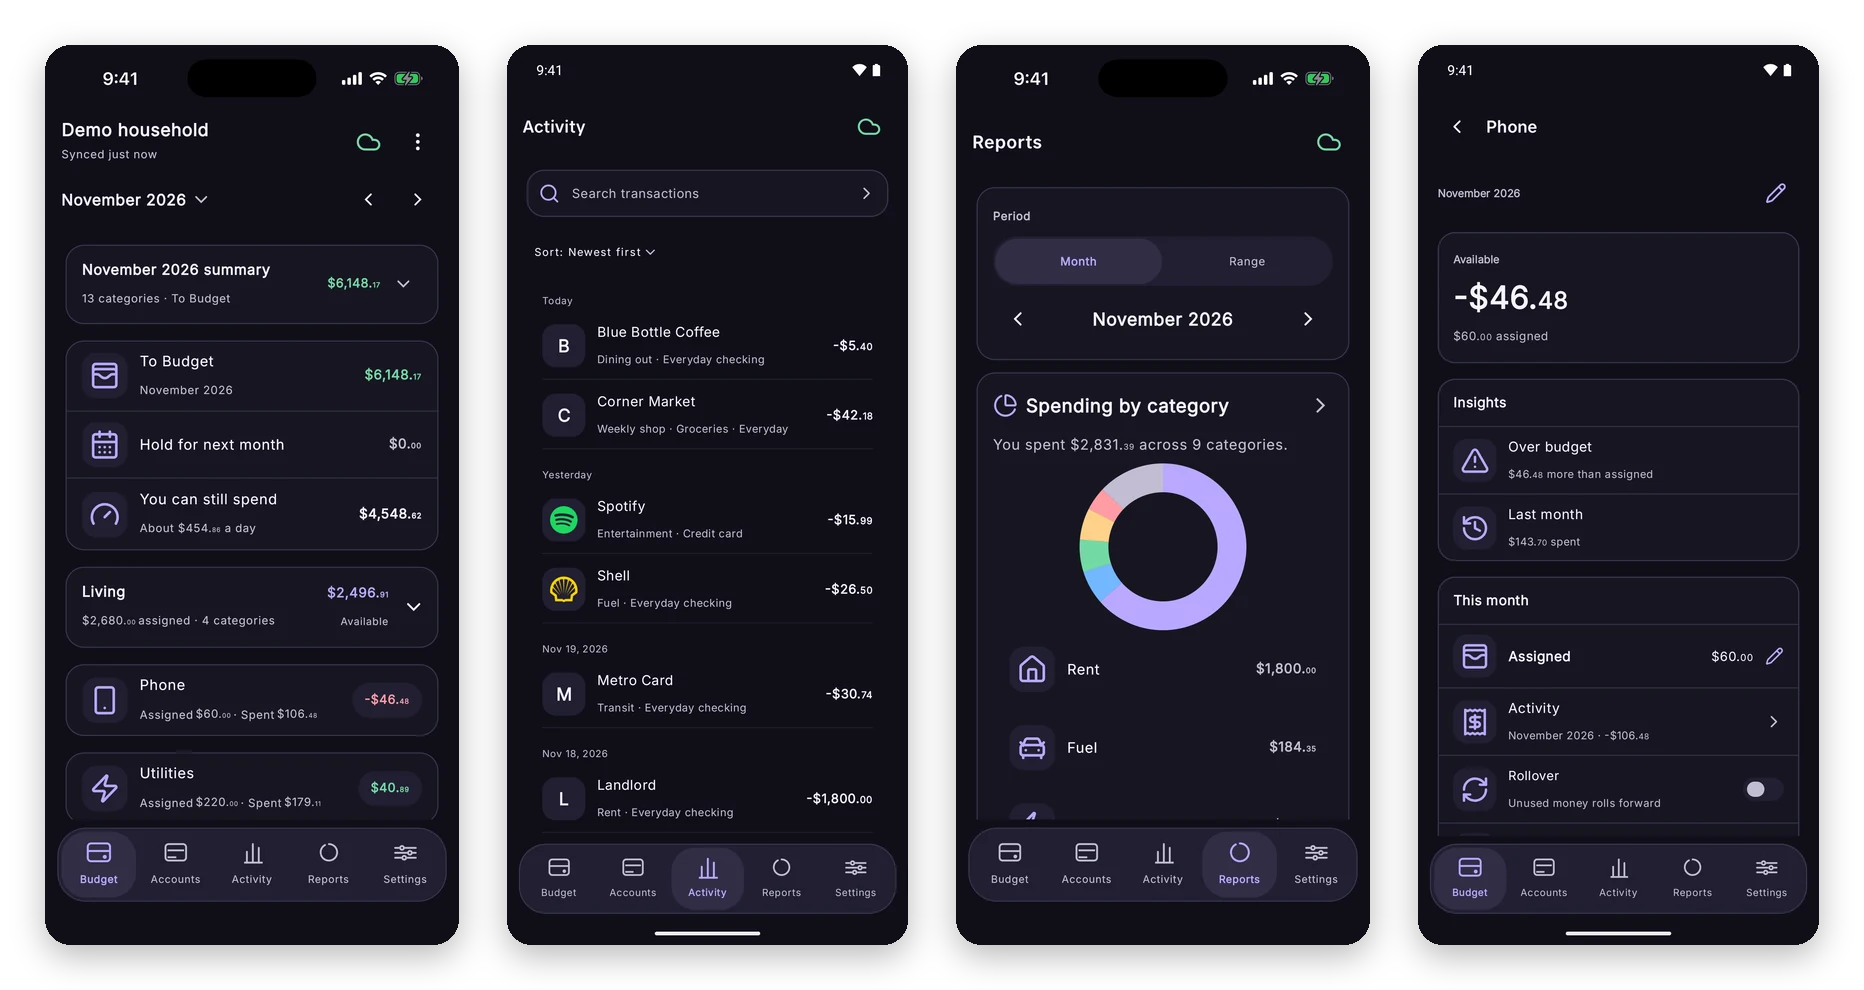 9:41
Demo household
Synced just now
November 2026
November 2026 summary
$6,148.17
13 categories · To Budget
To Budget
November 2026
$6,148.17
Hold for next month
$0.00
You can still spend
About $454.86 a day
$4,548.62
Living
$2,680.00 assigned · 4 categories
$2,496.91
Available
Phone
Assigned $60.00 · Spent $106.48
-$46.48
Utilities
Assigned $220.00 · Spent $179.11
$40.89
Budget
Accounts
Activity
Reports
Settings
9:41
Activity
Search transactions
Sort: Newest first
Today
B
Blue Bottle Coffee
Dining out · Everyday checking
-$5.40
C
Corner Market
Weekly shop · Groceries · Everyday
-$42.18
Yesterday
Spotify
Entertainment · Credit card
-$15.99
Shell
Fuel · Everyday checking
-$26.50
Nov 19, 2026
M
Metro Card
Transit · Everyday checking
-$30.74
Nov 18, 2026
L
Landlord
Rent · Everyday checking
-$1,800.00
Budget
Accounts
Activity
Reports
Settings
9:41
Reports
Period
Month
Range
November 2026
Spending by category
You spent $2,831.39 across 9 categories.
Rent
$1,800.00
Fuel
$184.35
Budget
Accounts
Activity
Reports
Settings
9:41
Phone
November 2026
Available
-$46.48
$60.00 assigned
Insights
Over budget
$46.48 more than assigned
Last month
$143.70 spent
This month
Assigned
$60.00
Activity
November 2026 · -$106.48
Rollover
Unused money rolls forward
Budget
Accounts
Activity
Reports
Settings